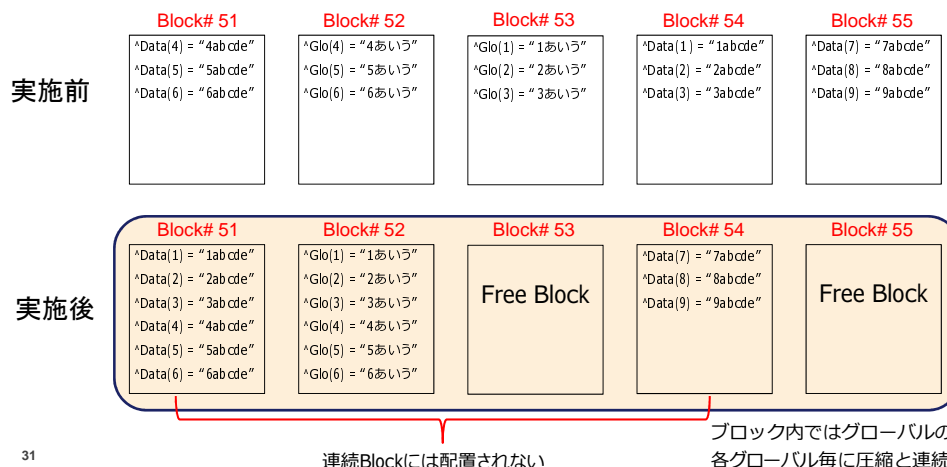 Block# 51 Block# 52 Block# 53 Block# 54 Block# 55
実施前
^Data(4) = “4abcde”
^Data(5) = “5abcde”
^Data(6) = “6abcde”
^Glo(4) = “4あいう”
^Glo(5) = “5あいう”
^Glo(6) = “6あいう”
^Glo(1) = “1あいう”
^Glo(2) = “2あいう”
^Glo(3) = “3あいう”
^Data(1) = “1abcde”
^Data(2) = “2abcde”
^Data(3) = “3abcde”
^Data(7) = “7abcde”
^Data(8) = “8abcde”
^Data(9) = “9abcde”
Block# 51 Block# 52 Block# 53 Block# 54 Block# 55
実施後
^Data(1) = “1abcde”
^Data(2) = “2abcde”
^Data(3) = “3abcde”
^Data(4) = “4abcde”
^Data(5) = “5abcde”
^Data(6) = “6abcde”
^Glo(1) = “1あいう”
^Glo(2) = “2あいう”
^Glo(3) = “3あいう”
^Glo(4) = “4あいう”
^Glo(5) = “5あいう”
^Glo(6) = “6あいう”
Free Block
^Data(7) = “7abcde”
^Data(8) = “8abcde”
^Data(9) = “9abcde”
Free Block
連続Blockには配置されない
ブロック内ではグローバルの
各グローバル毎に圧縮と連続
31